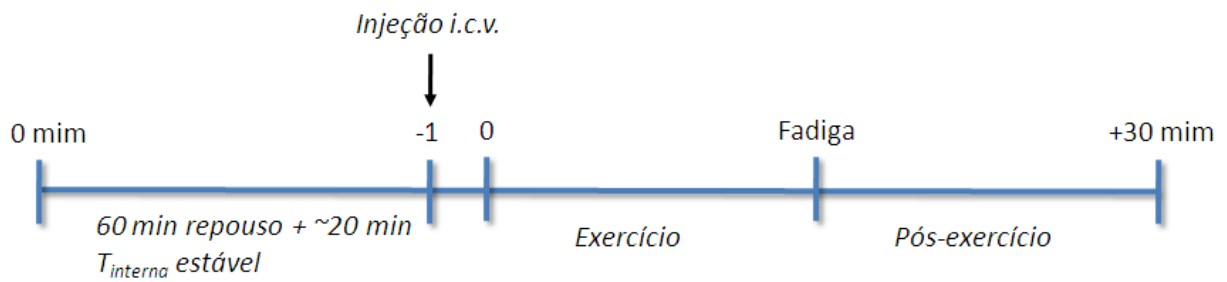 Injeção i.c.v.
0 mim
-1
0
Fadiga
+30 mim
60 min repouso + ~20 min
Tinterna estável
Exercício
Pós-exercício